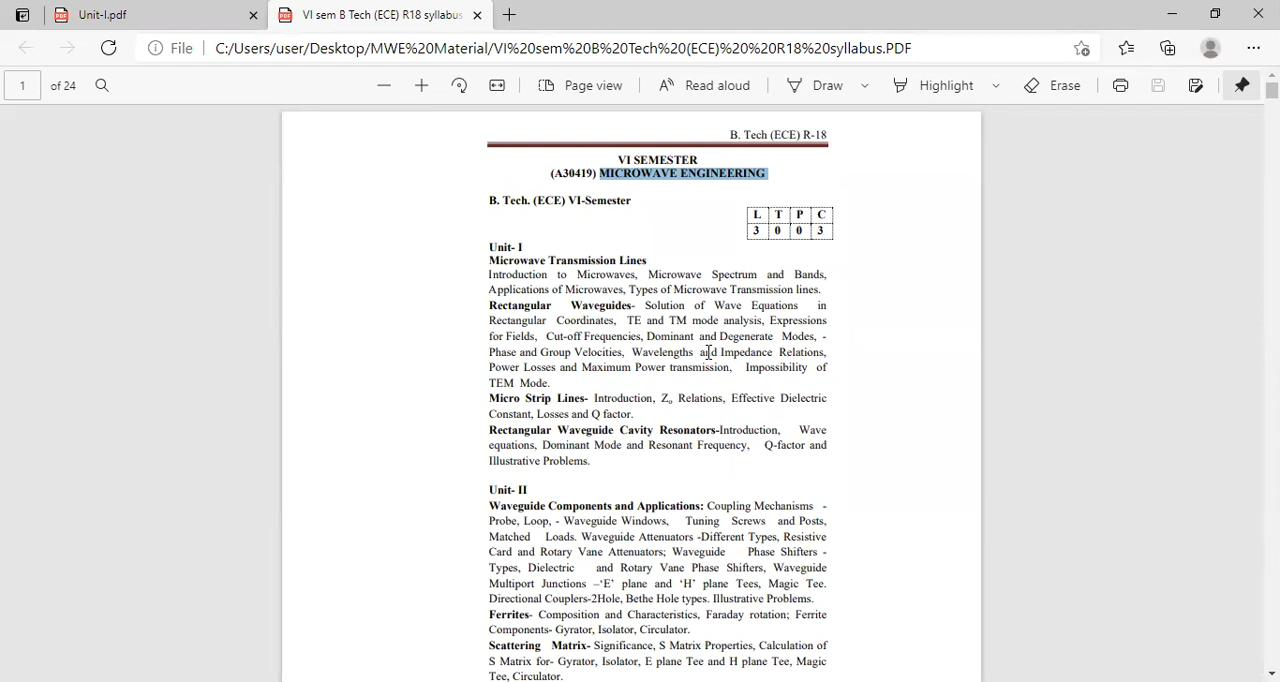 Unit-I.pdf
VI sem B Tech (ECE) R18 syllabus
File
C:/Users/user/Desktop/MWE%20Material/VI%20sem%20B%20Tech%20(ECE)%20%20R18%20syllabus.PDF
1 of 24
Page view
Read aloud
Draw
Highlight
Erase
B. Tech (ECE) R-18
VI SEMESTER
(A30419) MICROWAVE ENGINEERING
B. Tech. (ECE) VI-Semester
L T P C
3 0 0 3
Unit- I
Microwave Transmission Lines
Introduction to Microwaves, Microwave Spectrum and Bands,
Applications of Microwaves, Types of Microwave Transmission lines.
Rectangular Waveguides- Solution of Wave Equations in
Rectangular Coordinates, TE and TM mode analysis, Expressions
for Fields, Cut-off Frequencies, Dominant and Degenerate Modes, -
Phase and Group Velocities, Wavelengths and Impedance Relations,
Power Losses and Maximum Power transmission, Impossibility of
TEM Mode.
Micro Strip Lines- Introduction, Zo Relations, Effective Dielectric
Constant, Losses and Q factor.
Rectangular Waveguide Cavity Resonators-Introduction, Wave
equations, Dominant Mode and Resonant Frequency, Q-factor and
Illustrative Problems.
Unit- II
Waveguide Components and Applications: Coupling Mechanisms -
Probe, Loop, - Waveguide Windows, Tuning Screws and Posts,
Matched Loads. Waveguide Attenuators -Different Types, Resistive
Card and Rotary Vane Attenuators; Waveguide Phase Shifters -
Types, Dielectric and Rotary Vane Phase Shifters, Waveguide
Multiport Junctions –‘E’ plane and ‘H’ plane Tees, Magic Tee.
Directional Couplers-2Hole, Bethe Hole types. Illustrative Problems.
Ferrites- Composition and Characteristics, Faraday rotation; Ferrite
Components- Gyrator, Isolator, Circulator.
Scattering Matrix- Significance, S Matrix Properties, Calculation of
S Matrix for- Gyrator, Isolator, E plane Tee and H plane Tee, Magic
Tee, Circulator.